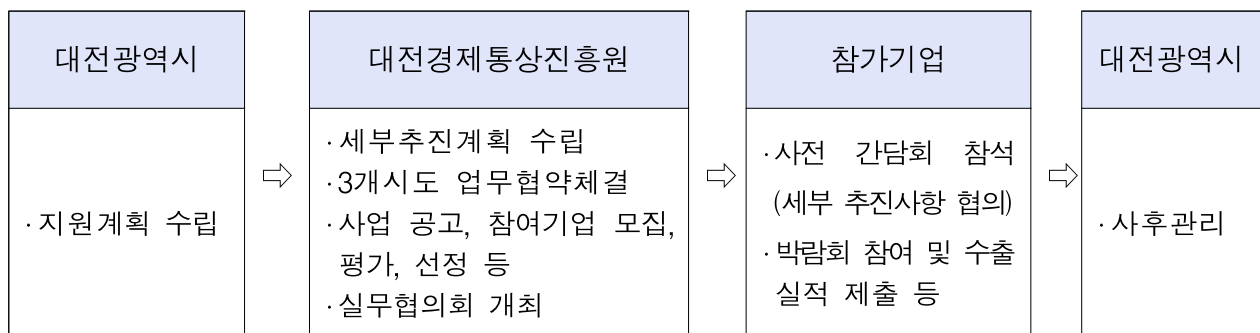 대전광역시
· 지원계획 수립
⇨
대전경제통상진흥원
· 세부추진계획 수립
· 3개시도 업무협약체결
· 사업 공고, 참여기업 모집,
평가, 선정 등
· 실무협의회 개최
⇨
참가기업
· 사전 간담회 참석
(세부 추진사항 협의)
· 박람회 참여 및 수출
실적 제출 등
⇨
대전광역시
· 사후관리